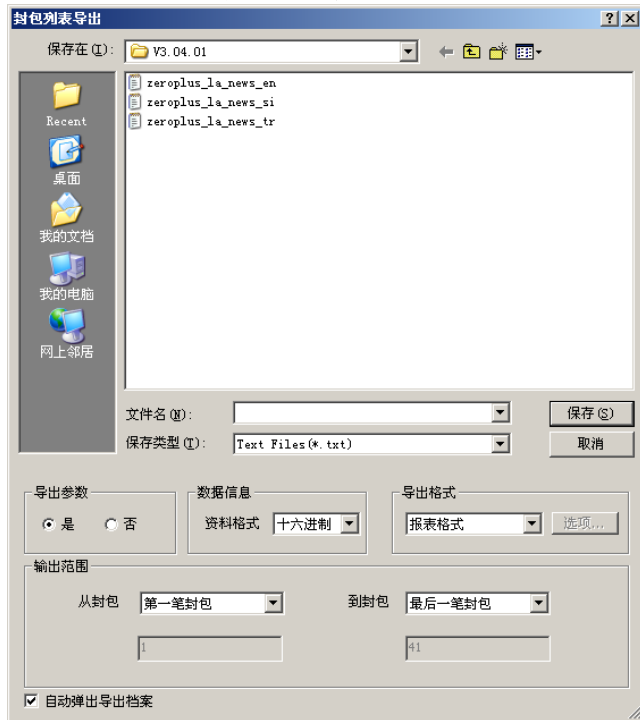 封包列表导出
保存在(I): V3.04.01
zeroplus_la_news_en
zeroplus_la_news_si
zeroplus_la_news_tr
Recent
桌面
我的文档
我的电脑
网上邻居
文件名(N): 保存(S)
保存类型(T): Text Files(*.txt) 取消
导出参数 数据信息 导出格式
是 否 资料格式 十六进制 报表格式 选项...
输出范围
从封包 第一笔封包 到封包 最后一笔封包
1 41
自动弹出导出档案